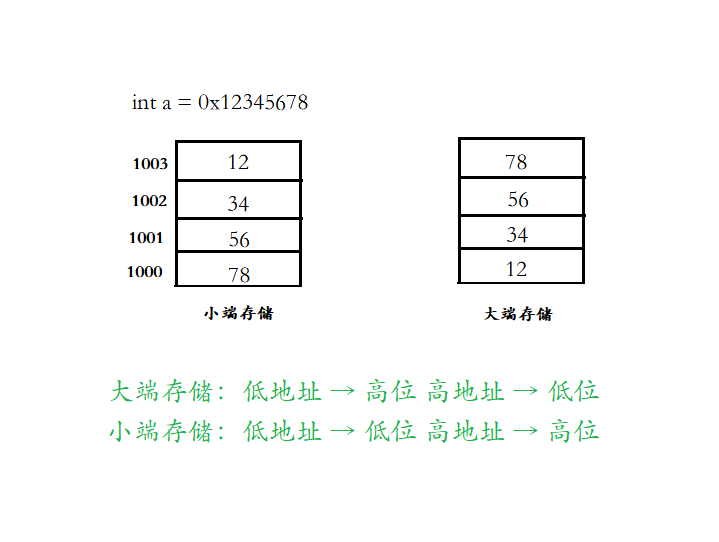 int a = 0x12345678
1003 12 78
1002 34 56
1001 56 34
1000 78 12
小端存储 大端存储
大端存储：低地址 → 高位 高地址 → 低位
小端存储：低地址 → 低位 高地址 → 高位